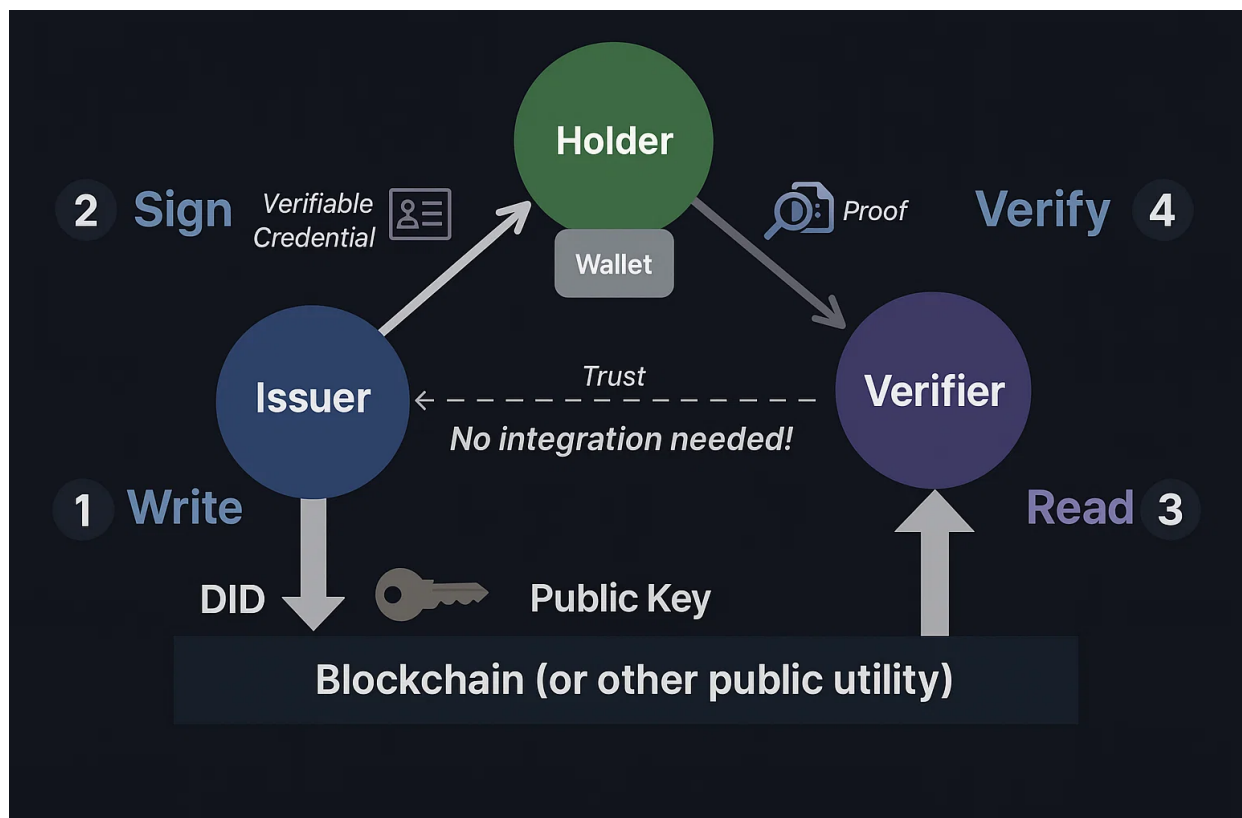 Holder
2 Sign
Verifiable
Credential
Proof
Verify 4
Wallet
Issuer
Trust
Verifier
No integration needed!
1 Write
Read 3
DID
Public Key
Blockchain (or other public utility)